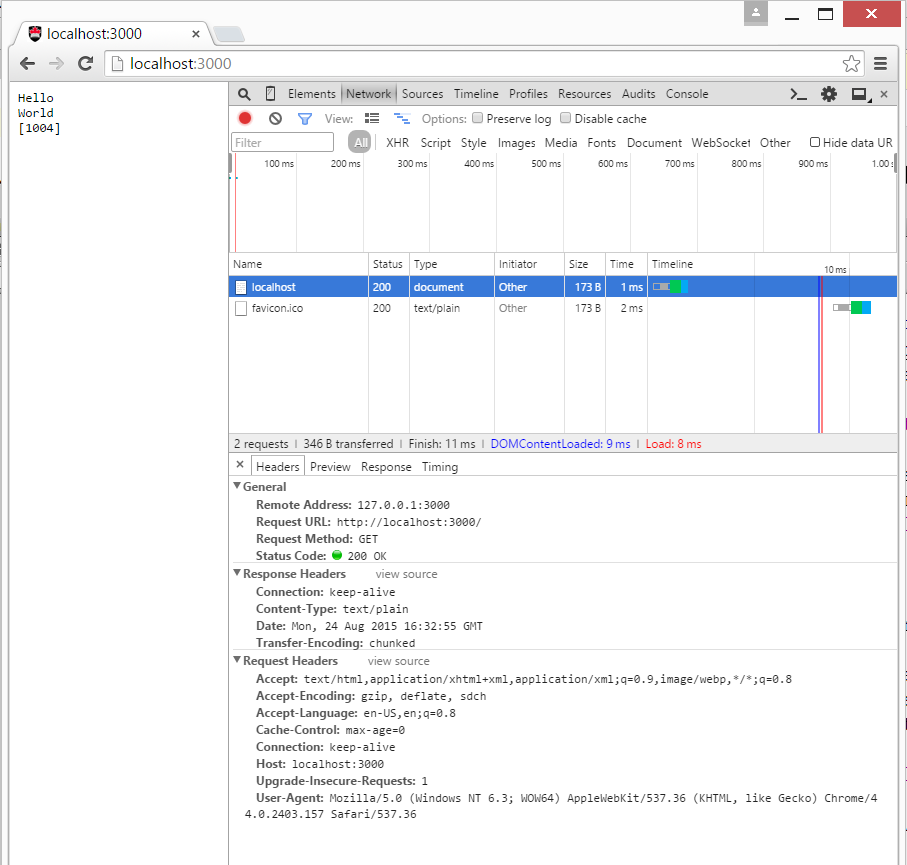 localhost:3000
localhost:3000
Hello
World
[1004]
Elements Network Sources Timeline Profiles Resources Audits Console
View: Options: Preserve log Disable cache
Filter All XHR Script Style Images Media Fonts Document WebSocket Other Hide data UR
100 ms 200 ms 300 ms 400 ms 500 ms 600 ms 700 ms 800 ms 900 ms 1.00 s
Name Status Type Initiator Size Time Timeline 10 ms
localhost 200 document Other 173 B 1 ms
favicon.ico 200 text/plain Other 173 B 2 ms
2 requests | 346 B transferred | Finish: 11 ms | DOMContentLoaded: 9 ms | Load: 8 ms
× Headers Preview Response Timing
General
Remote Address: 127.0.0.1:3000
Request URL: http://localhost:3000/
Request Method: GET
Status Code: 200 OK
Response Headers view source
Connection: keep-alive
Content-Type: text/plain
Date: Mon, 24 Aug 2015 16:32:55 GMT
Transfer-Encoding: chunked
Request Headers view source
Accept: text/html,application/xhtml+xml,application/xml;q=0.9,image/webp,*/*;q=0.8
Accept-Encoding: gzip, deflate, sdch
Accept-Language: en-US,en;q=0.8
Cache-Control: max-age=0
Connection: keep-alive
Host: localhost:3000
Upgrade-Insecure-Requests: 1
User-Agent: Mozilla/5.0 (Windows NT 6.3; WOW64) AppleWebKit/537.36 (KHTML, like Gecko) Chrome/4
4.0.2403.157 Safari/537.36